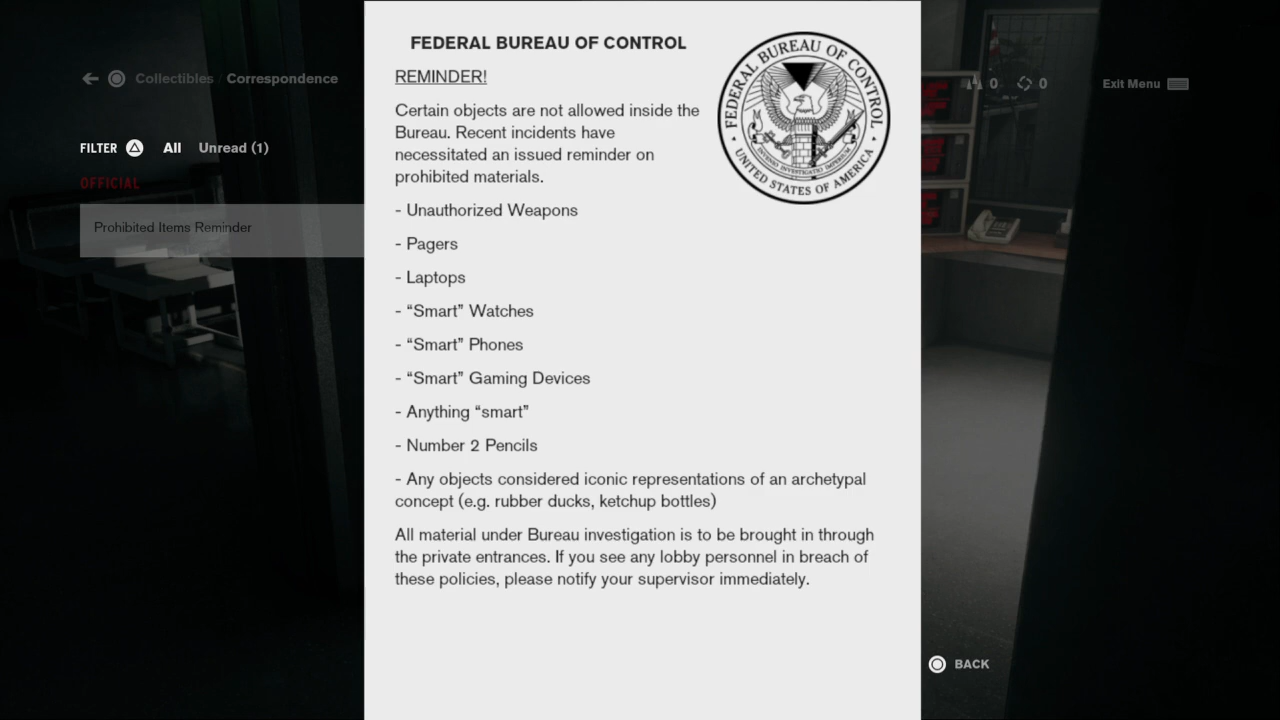 FEDERAL BUREAU OF CONTROL
REMINDER!
Certain objects are not allowed inside the
Bureau. Recent incidents have
necessitated an issued reminder on
prohibited materials.
- Unauthorized Weapons
- Pagers
- Laptops
- “Smart” Watches
- “Smart” Phones
- “Smart” Gaming Devices
- Anything “smart”
- Number 2 Pencils
- Any objects considered iconic representations of an archetypal
concept (e.g. rubber ducks, ketchup bottles)
All material under Bureau investigation is to be brought in through
the private entrances. If you see any lobby personnel in breach of
these policies, please notify your supervisor immediately.
FEDERAL BUREAU OF CONTROL
UNITED STATES OF AMERICA
Collectibles / Correspondence
FILTER All Unread (1)
OFFICIAL
Prohibited Items Reminder
0 0
Exit Menu
BACK